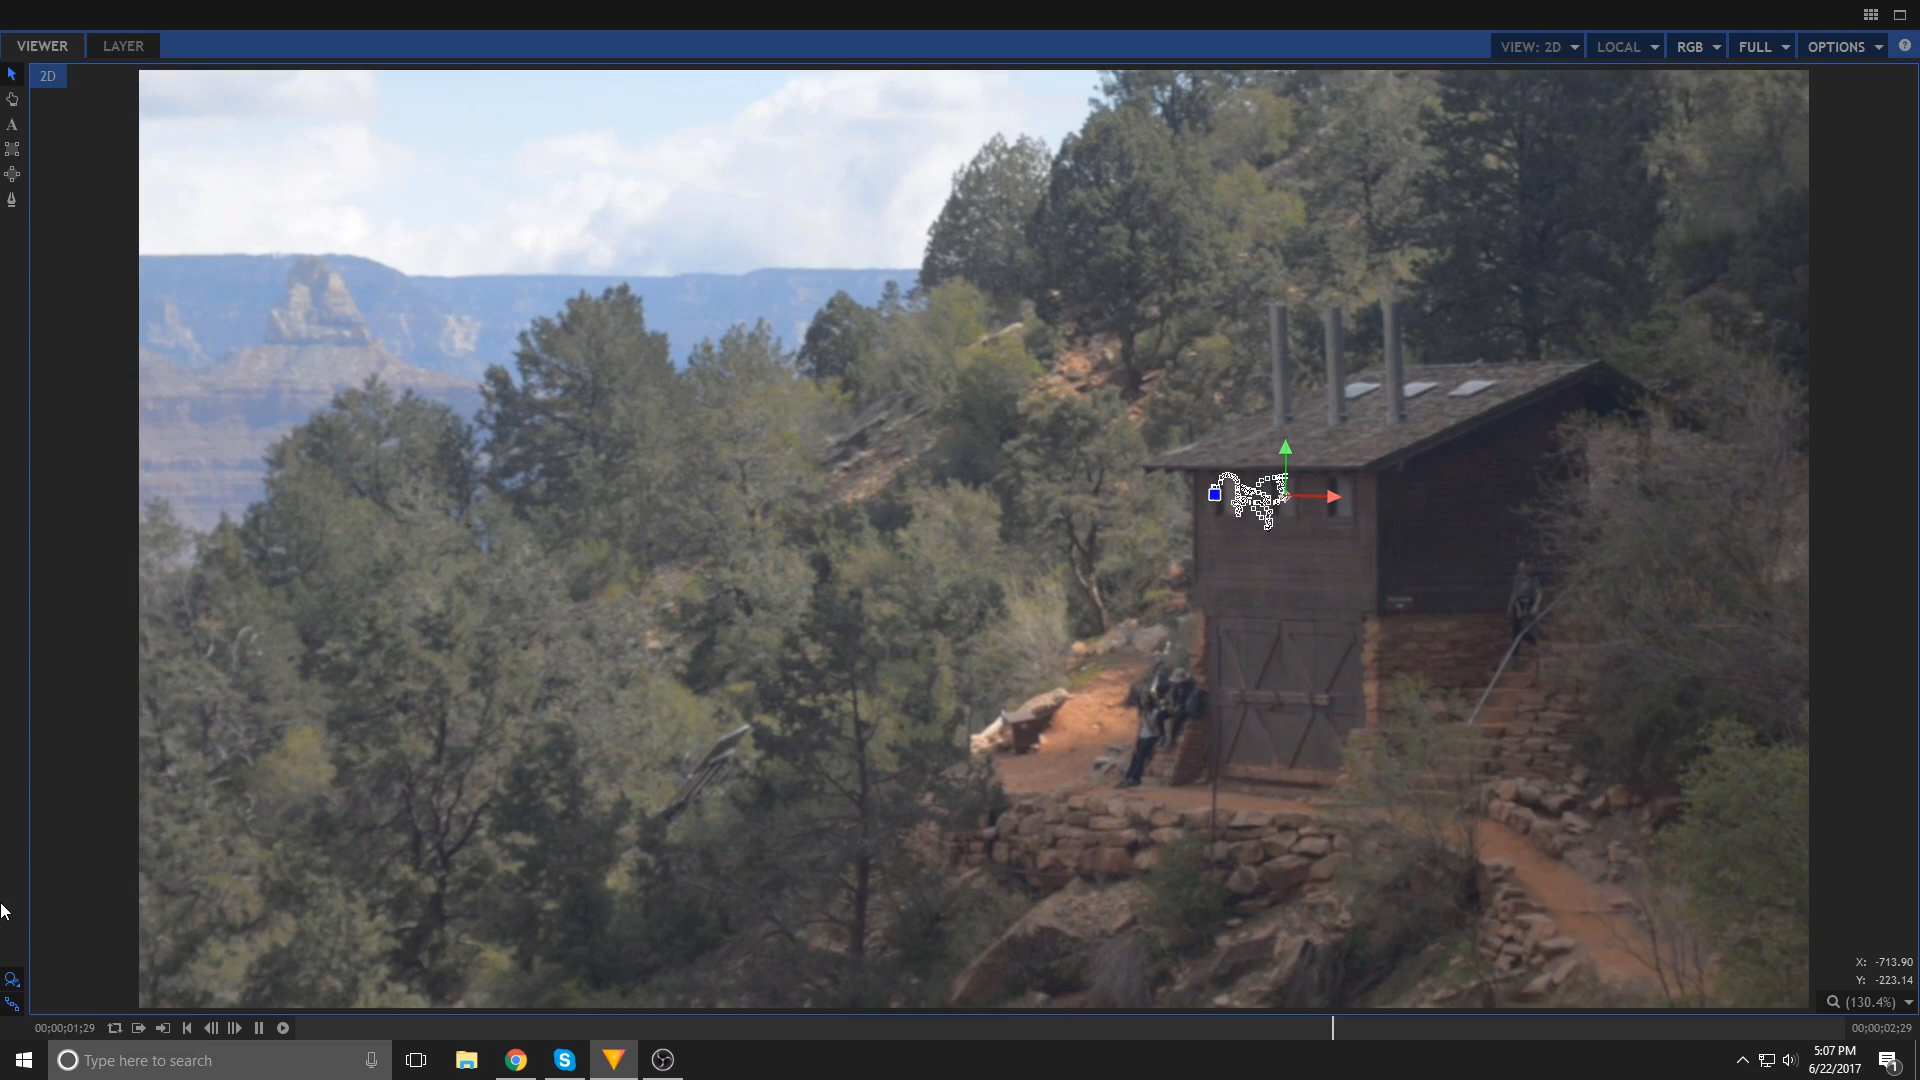 VIEWER LAYER VIEW: 2D LOCAL RGB FULL OPTIONS ?
2D
A
X: -713.90
Y: -223.14
(130.4%)
00;00;01;29 00;00;02;29
Type here to search
5:07 PM
6/22/2017
1